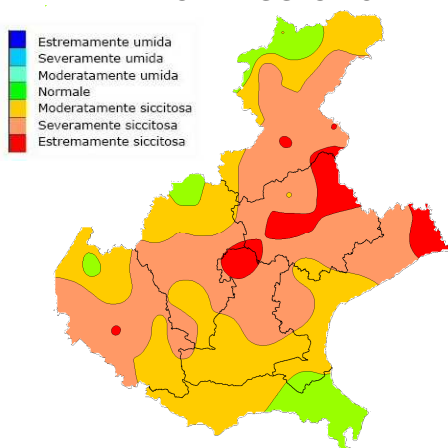 Estremamente umida
Severamente umida
Moderatamente umida
Normale
Moderatamente siccitosa
Severamente siccitosa
Estremamente siccitosa